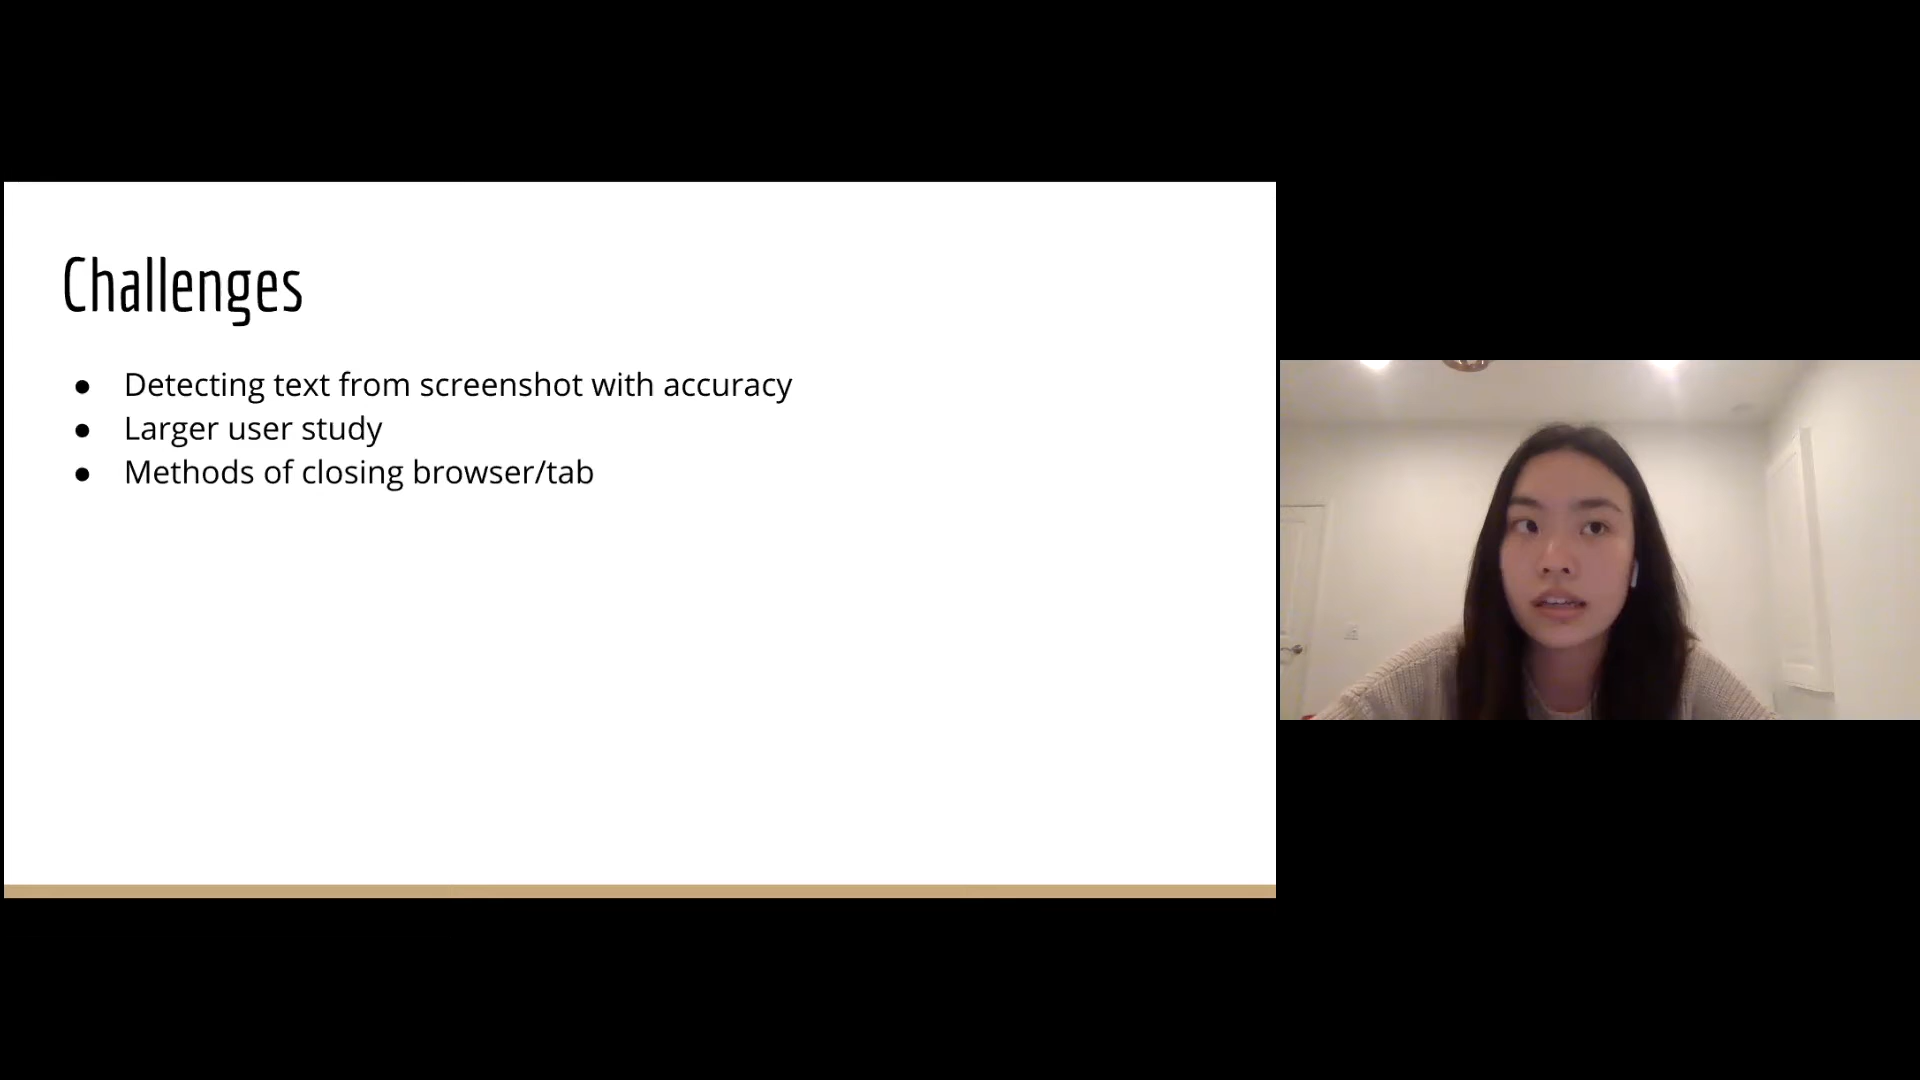 Challenges
● Detecting text from screenshot with accuracy
● Larger user study
● Methods of closing browser/tab